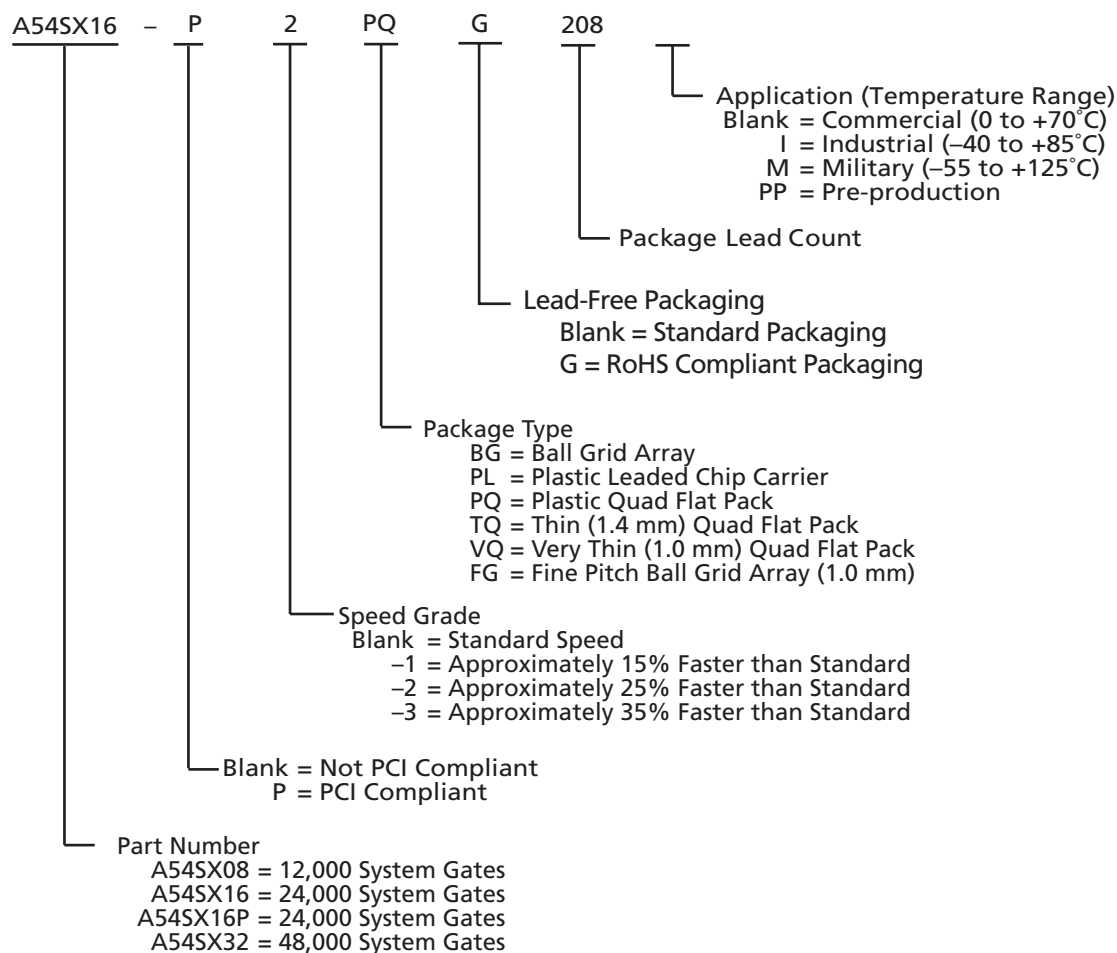 A54SX16 – P 2 PQ G 208
Application (Temperature Range)
Blank = Commercial (0 to +70˚C)
I = Industrial (–40 to +85˚C)
M = Military (–55 to +125˚C)
PP = Pre-production
Package Lead Count
Lead-Free Packaging
Blank = Standard Packaging
G = RoHS Compliant Packaging
Package Type
BG = Ball Grid Array
PL = Plastic Leaded Chip Carrier
PQ = Plastic Quad Flat Pack
TQ = Thin (1.4 mm) Quad Flat Pack
VQ = Very Thin (1.0 mm) Quad Flat Pack
FG = Fine Pitch Ball Grid Array (1.0 mm)
Speed Grade
Blank = Standard Speed
–1 = Approximately 15% Faster than Standard
–2 = Approximately 25% Faster than Standard
–3 = Approximately 35% Faster than Standard
Blank = Not PCI Compliant
P = PCI Compliant
Part Number
A54SX08 = 12,000 System Gates
A54SX16 = 24,000 System Gates
A54SX16P = 24,000 System Gates
A54SX32 = 48,000 System Gates